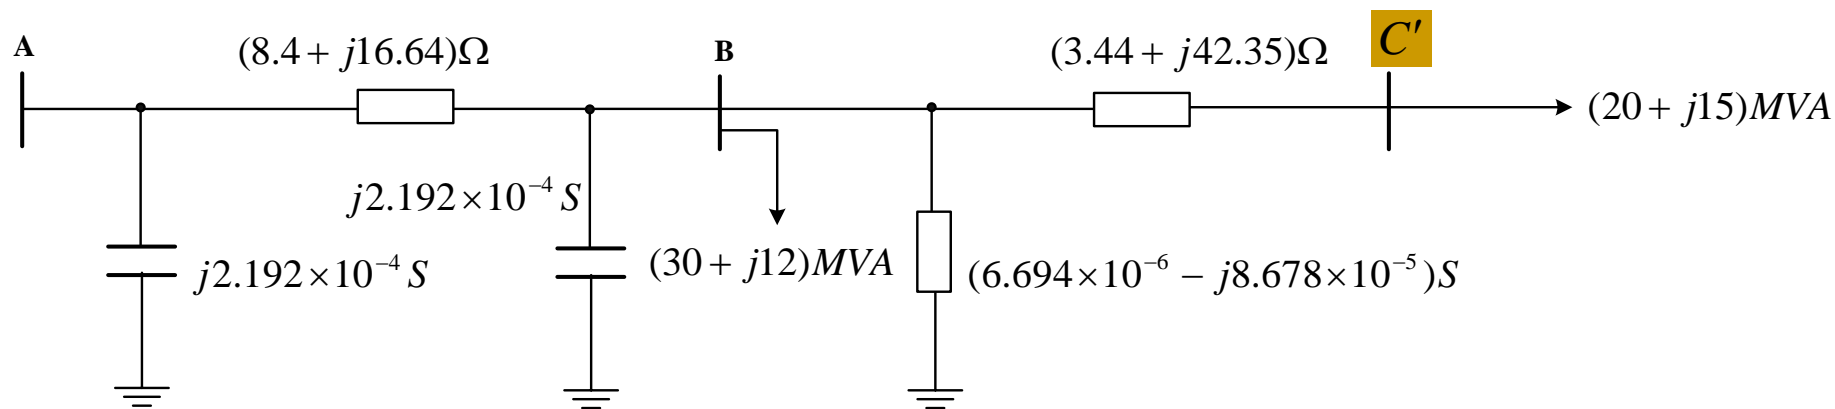 A
(8.4 + j16.64)Ω
B
(3.44 + j42.35)Ω
C′
(20 + j15)MVA
j2.192×10⁻⁴ S
j2.192×10⁻⁴ S
(30 + j12)MVA
(6.694×10⁻⁶ − j8.678×10⁻⁵)S